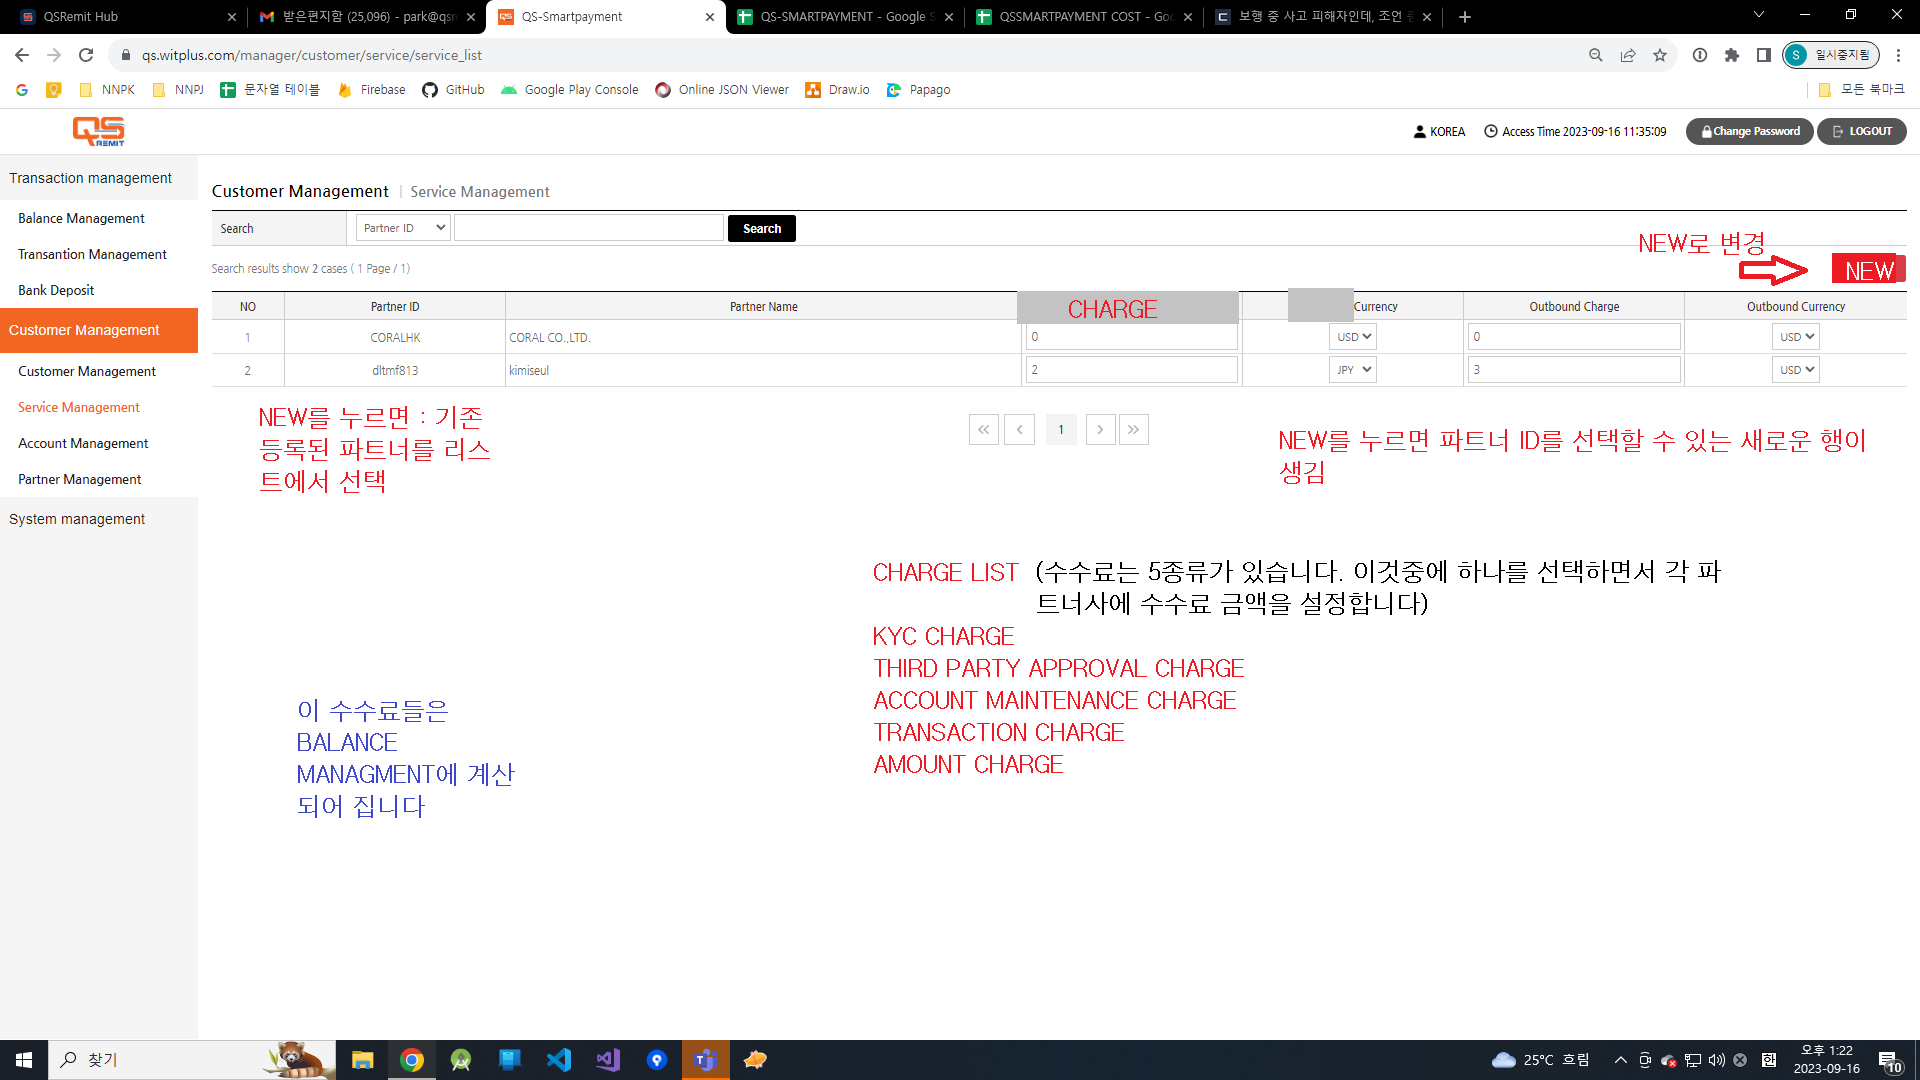 QSRemit Hub
받은편지함 (25,096) - park@qsr
QS-Smartpayment
QS-SMARTPAYMENT - Google S
QSSMARTPAYMENT COST - Goo
보행 중 사고 피해자인데, 조언
qs.witplus.com/manager/customer/service/service_list
S 일시중지됨
NNPK
NNPJ
문자열 테이블
Firebase
GitHub
Google Play Console
Online JSON Viewer
Draw.io
Papago
모든 북마크
QS REMIT
KOREA
Access Time 2023-09-16 11:35:09
Change Password
LOGOUT
Transaction management
Balance Management
Transantion Management
Bank Deposit
Customer Management
Customer Management
Service Management
Account Management
Partner Management
System management
Customer Management | Service Management
Search Partner ID Search
NEW로 변경
Search results show 2 cases ( 1 Page / 1)
NEW
NO Partner ID Partner Name CHARGE Currency Outbound Charge Outbound Currency
1 CORALHK CORAL CO.,LTD. 0 USD 0 USD
2 dltmf813 kimiseul 2 JPY 3 USD
NEW를 누르면 : 기존
등록된 파트너를 리스
트에서 선택
1
NEW를 누르면 파트너 ID를 선택할 수 있는 새로운 행이
생김
CHARGE LIST (수수료는 5종류가 있습니다. 이것중에 하나를 선택하면서 각 파
트너사에 수수료 금액을 설정합니다)
KYC CHARGE
THIRD PARTY APPROVAL CHARGE
ACCOUNT MAINTENANCE CHARGE
TRANSACTION CHARGE
AMOUNT CHARGE
이 수수료들은
BALANCE
MANAGMENT에 계산
되어 집니다
찾기
25°C 흐림
한
오후 1:22
2023-09-16
10